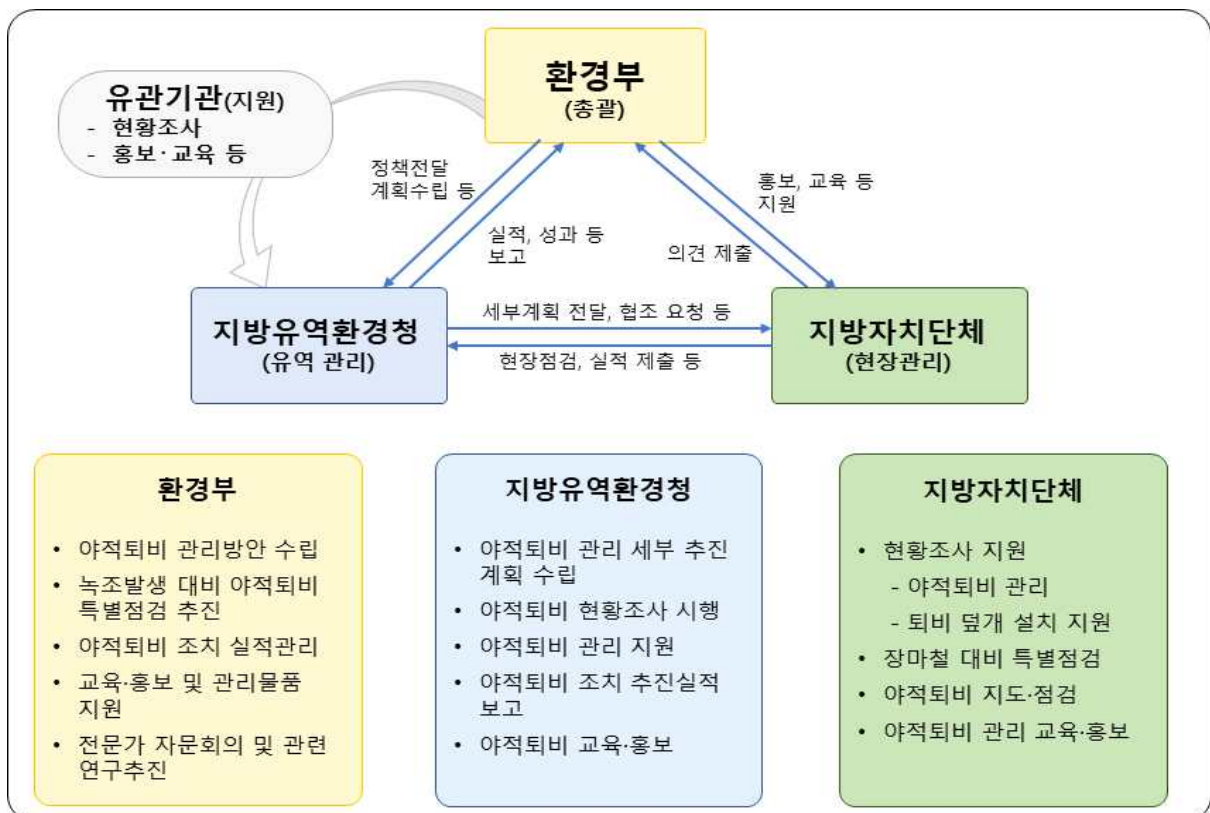 환경부
(총괄)
유관기관(지원)
- 현황조사
- 홍보·교육 등
정책전달
계획수립 등
실적, 성과 등
보고
홍보, 교육 등
지원
의견 제출
지방유역환경청
(유역 관리)
세부계획 전달, 협조 요청 등
현장점검, 실적 제출 등
지방자치단체
(현장관리)
환경부
• 야적퇴비 관리방안 수립
• 녹조발생 대비 야적퇴비
특별점검 추진
• 야적퇴비 조치 실적관리
• 교육·홍보 및 관리물품
지원
• 전문가 자문회의 및 관련
연구추진
지방유역환경청
• 야적퇴비 관리 세부 추진
계획 수립
• 야적퇴비 현황조사 시행
• 야적퇴비 관리 지원
• 야적퇴비 조치 추진실적
보고
• 야적퇴비 교육·홍보
지방자치단체
• 현황조사 지원
- 야적퇴비 관리
- 퇴비 덮개 설치 지원
• 장마철 대비 특별점검
• 야적퇴비 지도·점검
• 야적퇴비 관리 교육·홍보